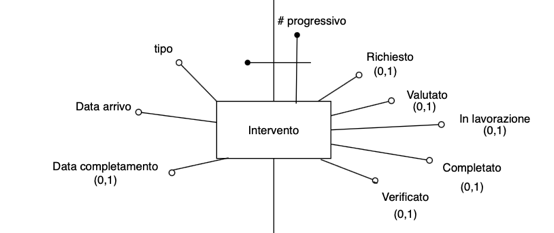 # progressivo
tipo
Richiesto
(0,1)
Valutato
(0,1)
Data arrivo
In lavorazione
(0,1)
Intervento
Data completamento
(0,1)
Completato
(0,1)
Verificato
(0,1)